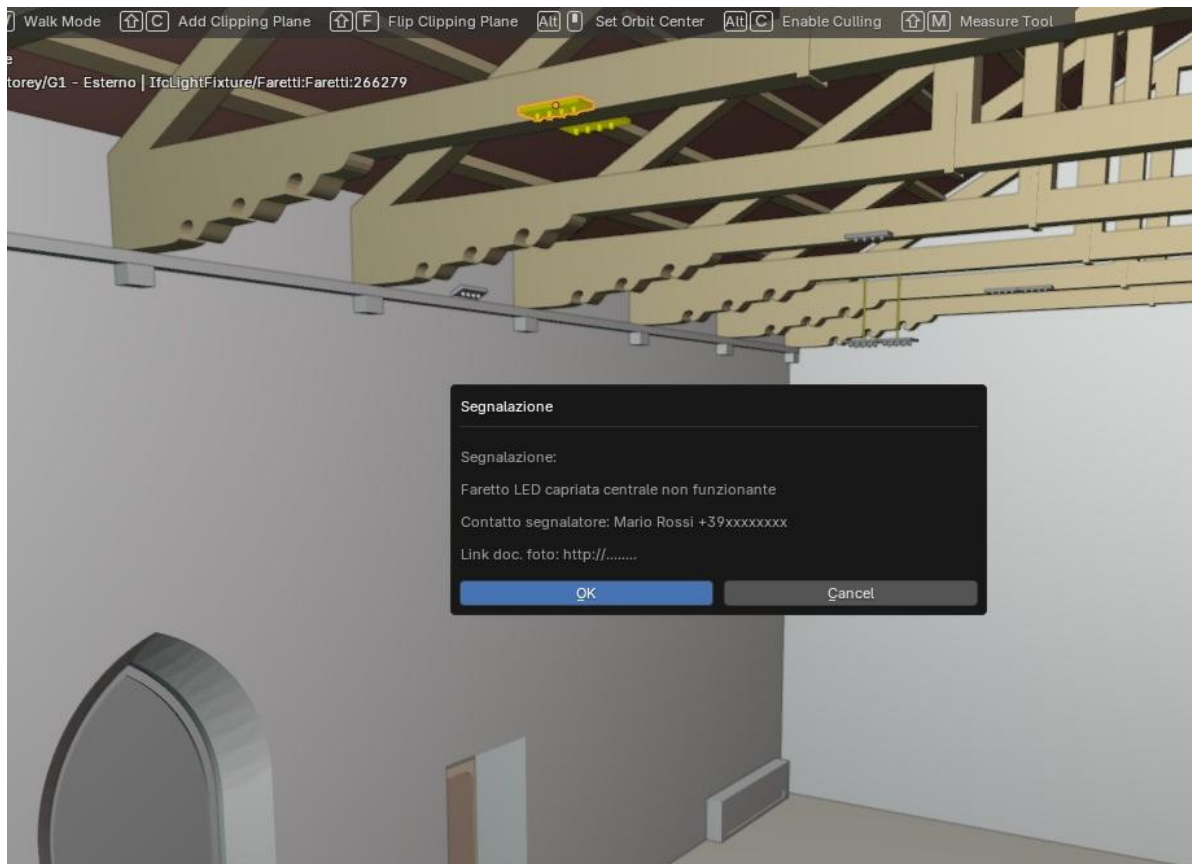 Walk Mode C Add Clipping Plane F Flip Clipping Plane Alt Set Orbit Center Alt C Enable Culling M Measure Tool
e
torey/G1 - Esterno | IfcLightFixture/Faretti:Faretti:266279
Segnalazione
Segnalazione:
Faretto LED capriata centrale non funzionante
Contatto segnalatore: Mario Rossi +39xxxxxxxx
Link doc. foto: http://........
OK Cancel